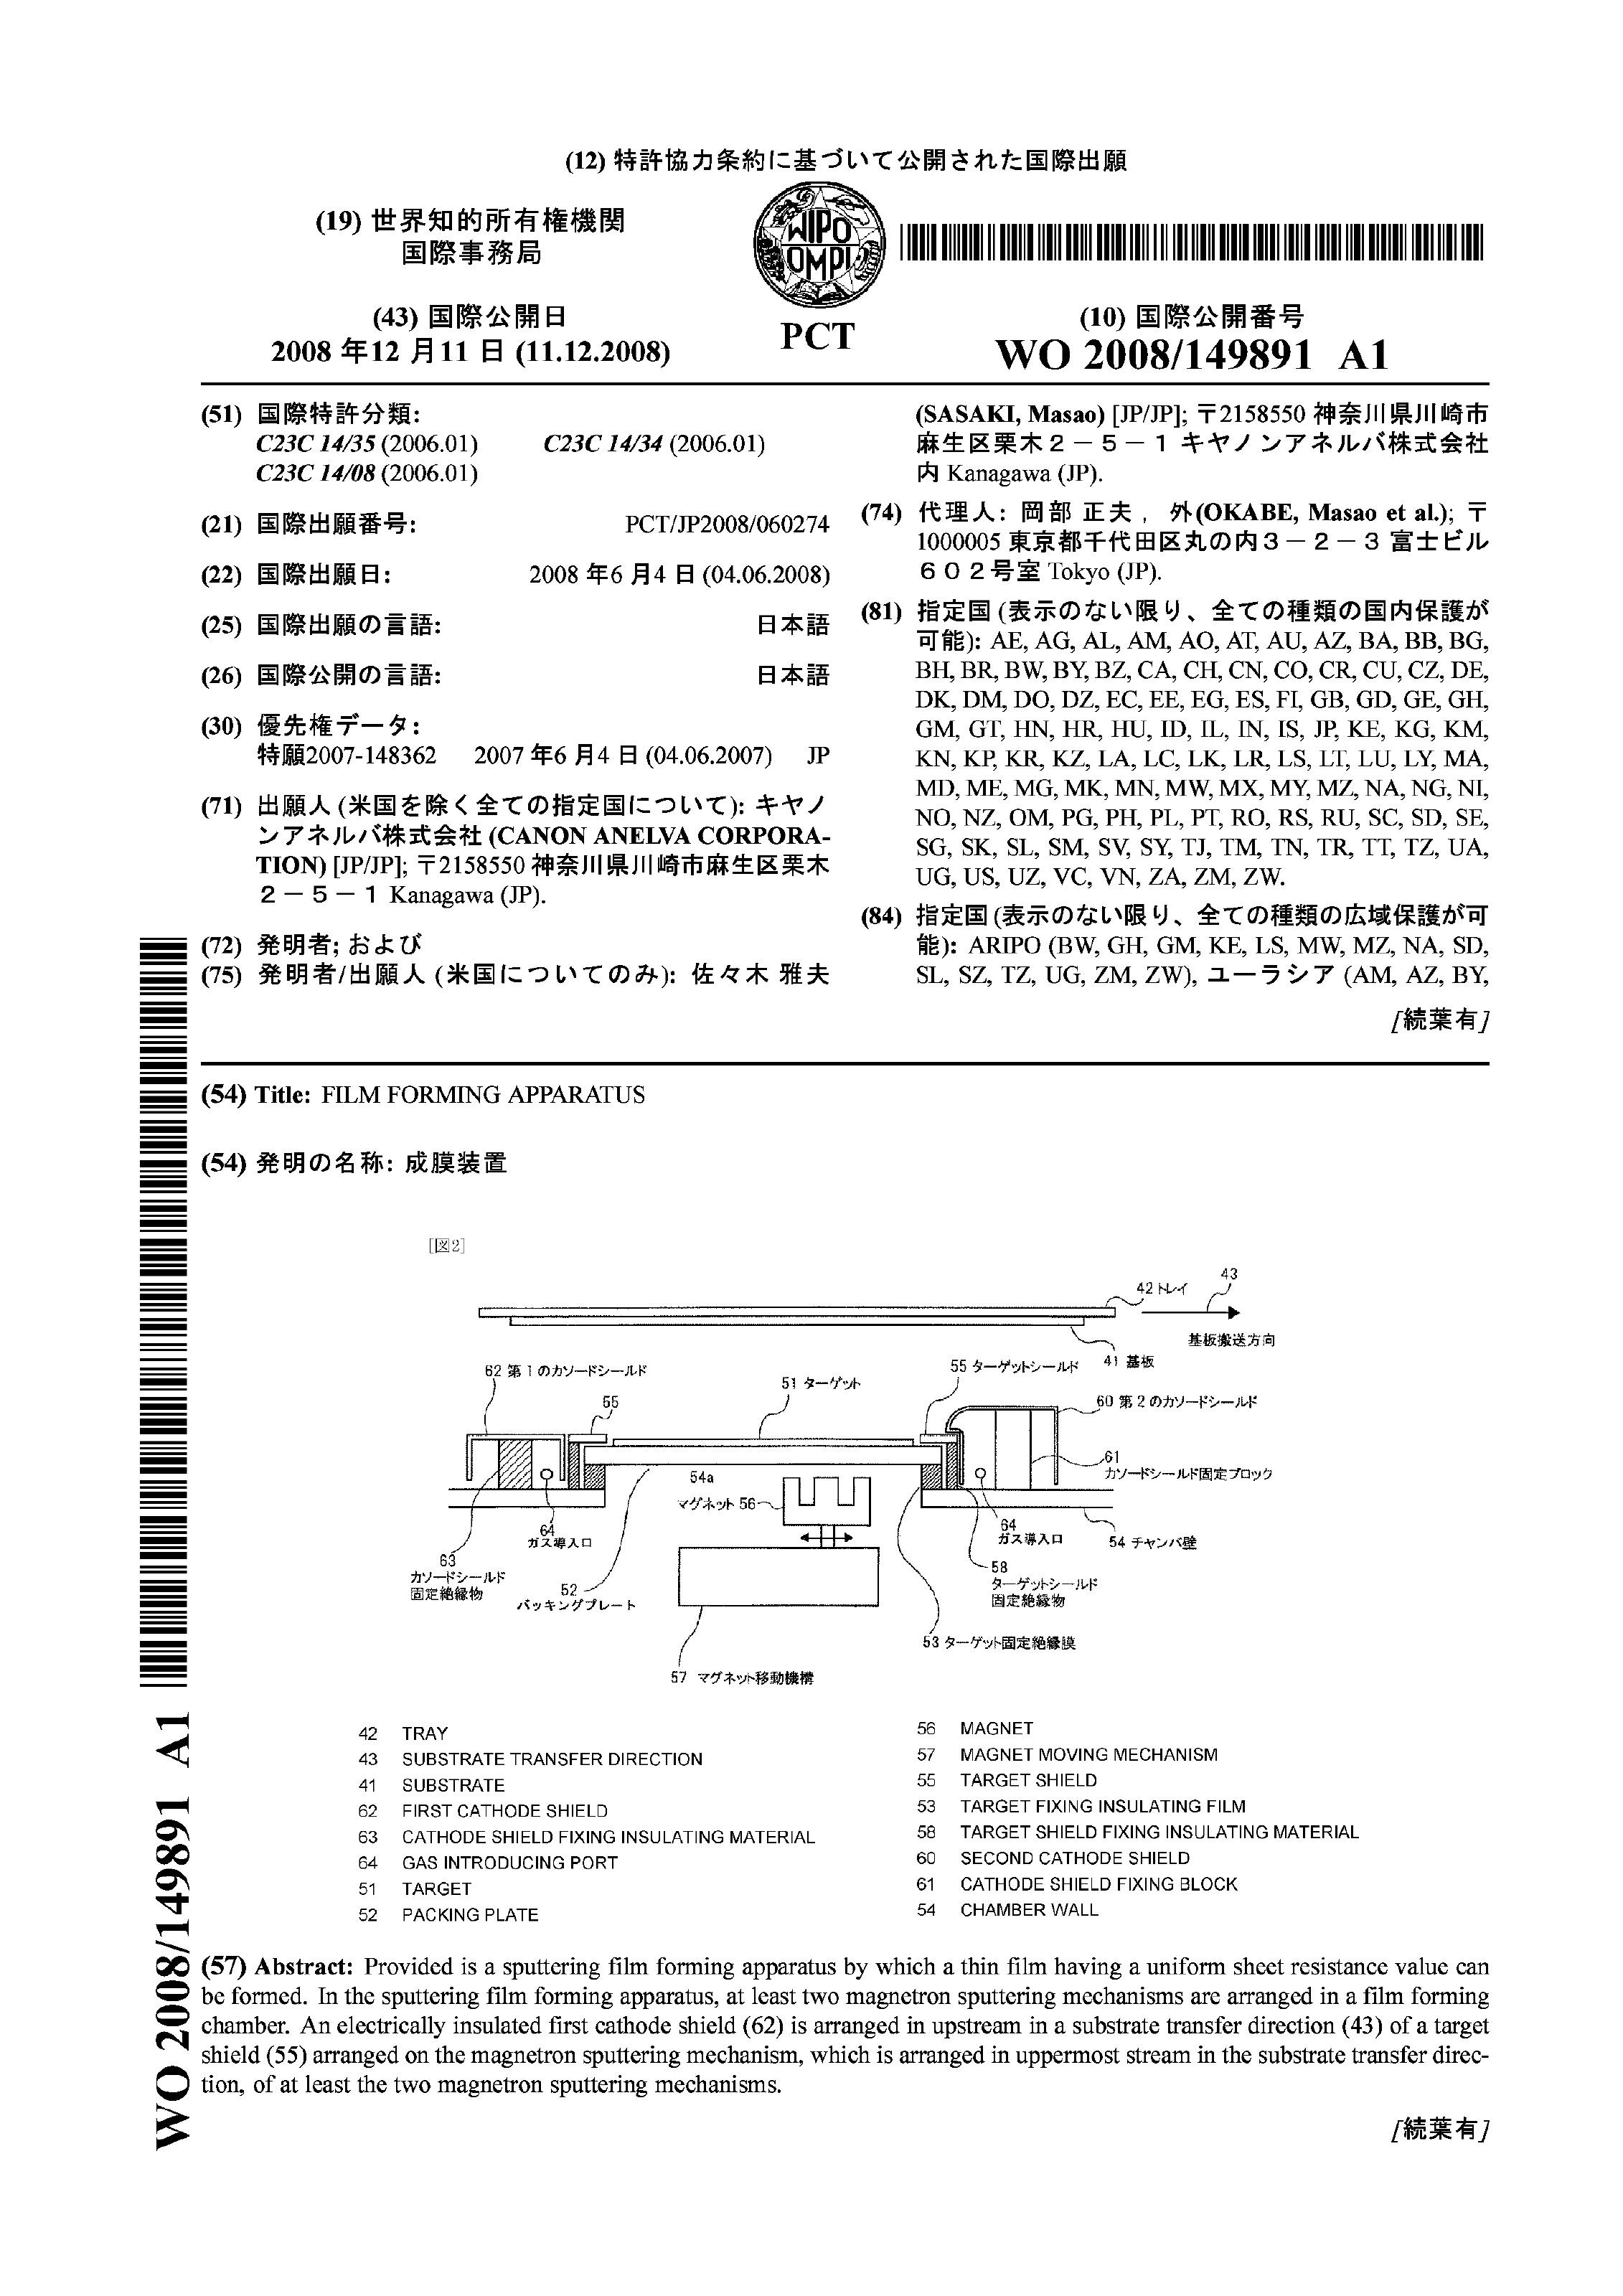 (12) 特許協力条約に基づいて公開された国際出願
(19) 世界知的所有権機関
国際事務局
WIPO
OMPI
PCT
(43) 国際公開日
2008 年12 月11 日 (11.12.2008)
(10) 国際公開番号
WO 2008/149891 A1
(51) 国際特許分類:
C23C 14/35 (2006.01) C23C 14/34 (2006.01)
C23C 14/08 (2006.01)
(21) 国際出願番号: PCT/JP2008/060274
(22) 国際出願日: 2008 年6 月4 日 (04.06.2008)
(25) 国際出願の言語: 日本語
(26) 国際公開の言語: 日本語
(30) 優先権データ:
特願2007-148362 2007 年6 月4 日 (04.06.2007) JP
(71) 出願人 (米国を除く全ての指定国について): キヤノ
ンアネルバ株式会社 (CANON ANELVA CORPORA-
TION) [JP/JP]; 〒2158550 神奈川県川崎市麻生区栗木
２－５－１ Kanagawa (JP).
(72) 発明者; および
(75) 発明者/出願人 (米国についてのみ): 佐々木 雅夫
(SASAKI, Masao) [JP/JP]; 〒2158550 神奈川県川崎市
麻生区栗木２－５－１ キヤノンアネルバ株式会社
内 Kanagawa (JP).
(74) 代理人: 岡部 正夫, 外(OKABE, Masao et al.); 〒
1000005 東京都千代田区丸の内３－２－３ 富士ビル
６０２号室 Tokyo (JP).
(81) 指定国 (表示のない限り、全ての種類の国内保護が
可能): AE, AG, AL, AM, AO, AT, AU, AZ, BA, BB, BG,
BH, BR, BW, BY, BZ, CA, CH, CN, CO, CR, CU, CZ, DE,
DK, DM, DO, DZ, EC, EE, EG, ES, FI, GB, GD, GE, GH,
GM, GT, HN, HR, HU, ID, IL, IN, IS, JP, KE, KG, KM,
KN, KP, KR, KZ, LA, LC, LK, LR, LS, LT, LU, LY, MA,
MD, ME, MG, MK, MN, MW, MX, MY, MZ, NA, NG, NI,
NO, NZ, OM, PG, PH, PL, PT, RO, RS, RU, SC, SD, SE,
SG, SK, SL, SM, SV, SY, TJ, TM, TN, TR, TT, TZ, UA,
UG, US, UZ, VC, VN, ZA, ZM, ZW.
(84) 指定国 (表示のない限り、全ての種類の広域保護が可
能): ARIPO (BW, GH, GM, KE, LS, MW, MZ, NA, SD,
SL, SZ, TZ, UG, ZM, ZW), ユーラシア (AM, AZ, BY,
[続葉有]
(54) Title: FILM FORMING APPARATUS
(54) 発明の名称: 成膜装置
[図2]
43
42 トレイ
基板搬送方向
41 基板
62 第１のカソードシールド
55
51 ターゲット
55 ターゲットシールド
60 第２のカソードシールド
61
カソードシールド固定ブロック
54a
マグネット 56
64
ガス導入口
64
ガス導入口
54 チャンバ壁
63
カソードシールド
固定絶縁物
52
バッキングプレート
58
ターゲットシールド
固定絶縁物
53 ターゲット固定絶縁膜
57 マグネット移動機構
42 TRAY
43 SUBSTRATE TRANSFER DIRECTION
41 SUBSTRATE
62 FIRST CATHODE SHIELD
63 CATHODE SHIELD FIXING INSULATING MATERIAL
64 GAS INTRODUCING PORT
51 TARGET
52 PACKING PLATE
56 MAGNET
57 MAGNET MOVING MECHANISM
55 TARGET SHIELD
53 TARGET FIXING INSULATING FILM
58 TARGET SHIELD FIXING INSULATING MATERIAL
60 SECOND CATHODE SHIELD
61 CATHODE SHIELD FIXING BLOCK
54 CHAMBER WALL
(57) Abstract: Provided is a sputtering film forming apparatus by which a thin film having a uniform sheet resistance value can
be formed. In the sputtering film forming apparatus, at least two magnetron sputtering mechanisms are arranged in a film forming
chamber. An electrically insulated first cathode shield (62) is arranged in upstream in a substrate transfer direction (43) of a target
shield (55) arranged on the magnetron sputtering mechanism, which is arranged in uppermost stream in the substrate transfer direc-
tion, of at least the two magnetron sputtering mechanisms.
[続葉有]
WO 2008/149891 A1